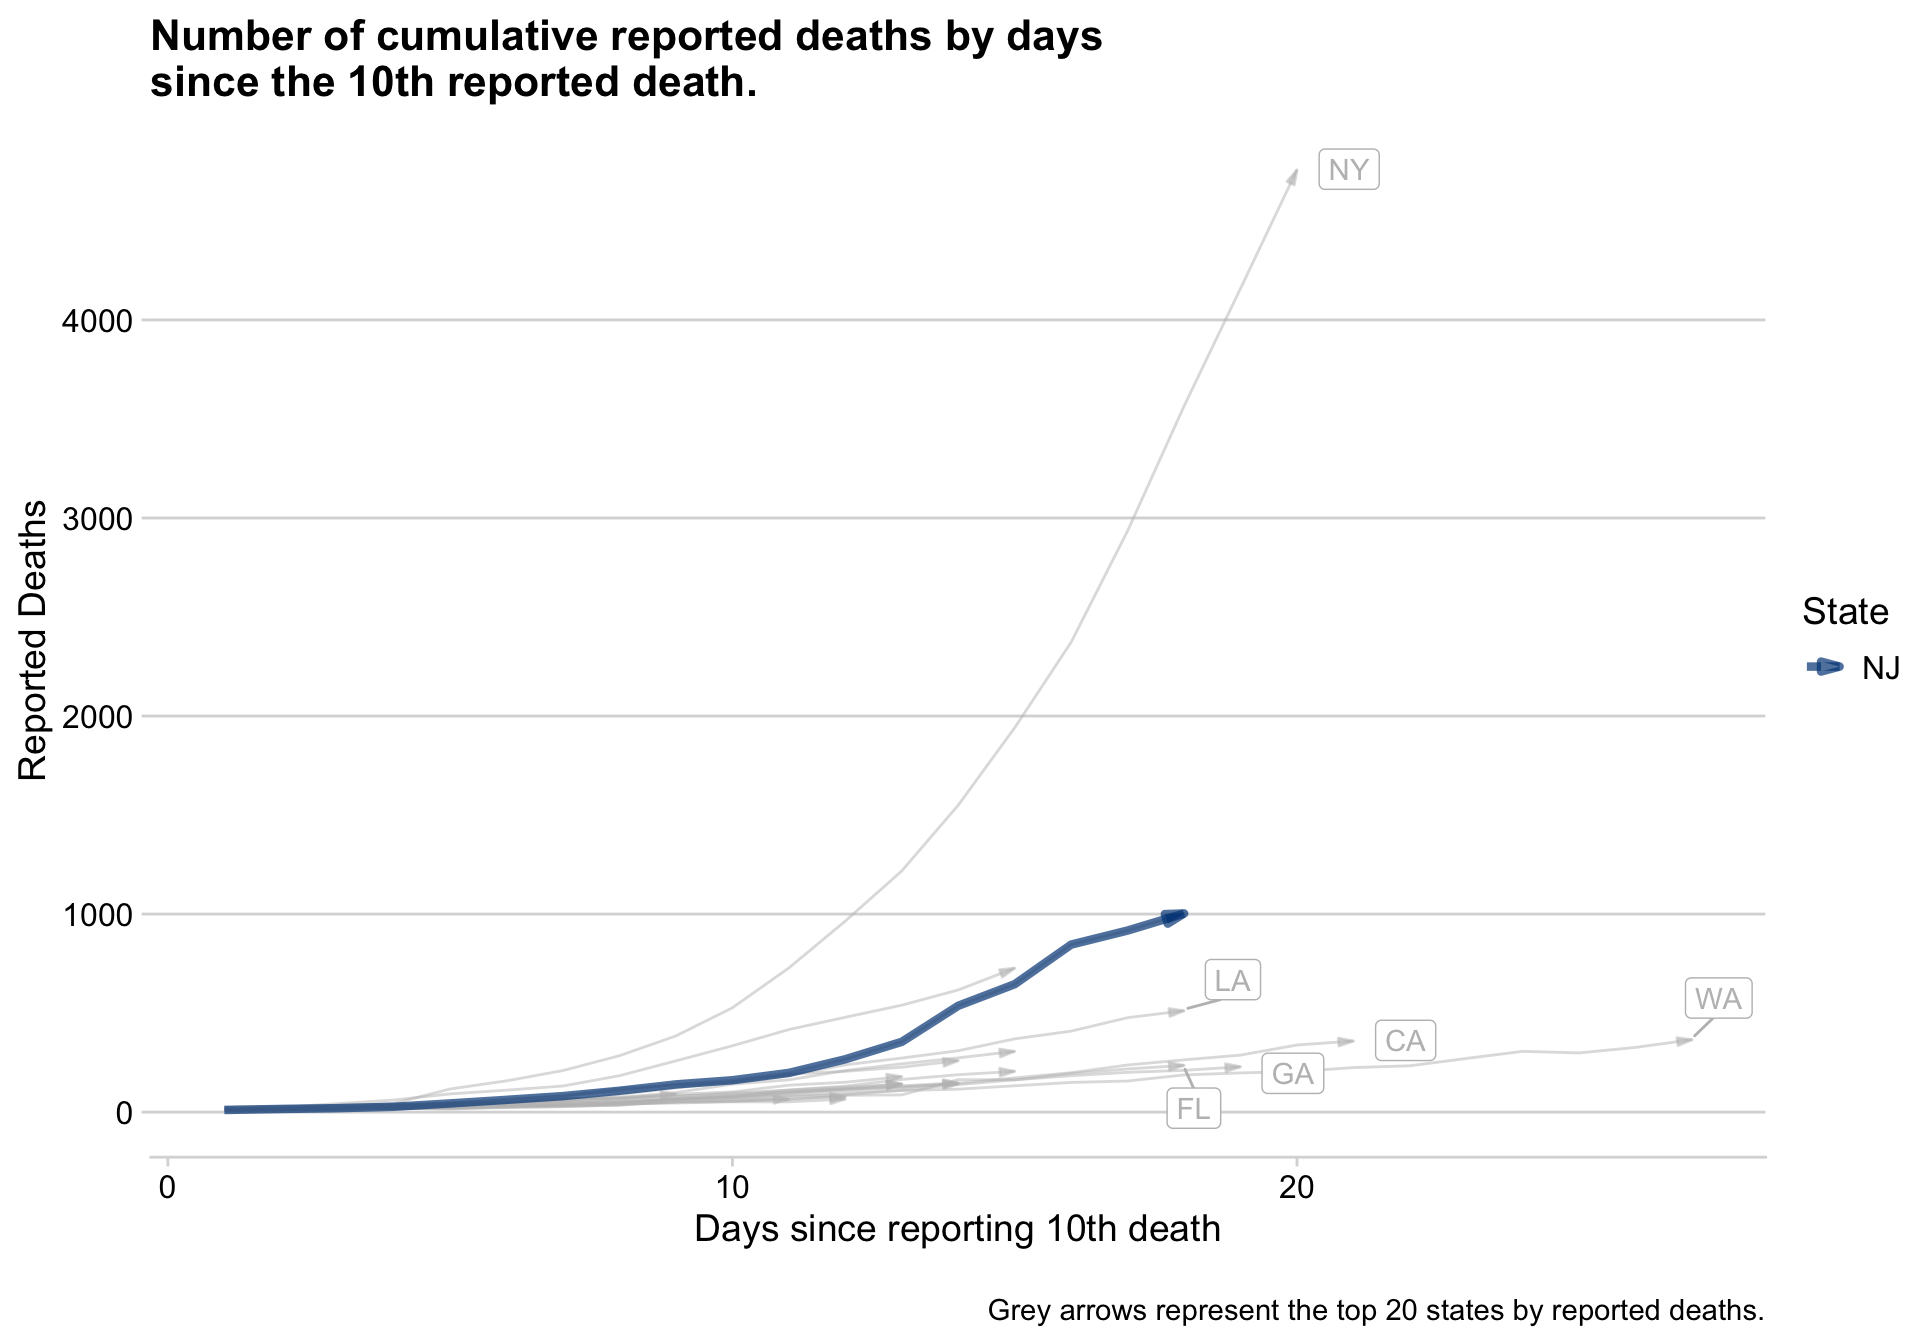 Number of cumulative reported deaths by days
since the 10th reported death.
NY
4000
3000
2000
1000
0
Reported Deaths
LA
WA
CA
GA
FL
State
NJ
0 10 20
Days since reporting 10th death
Grey arrows represent the top 20 states by reported deaths.